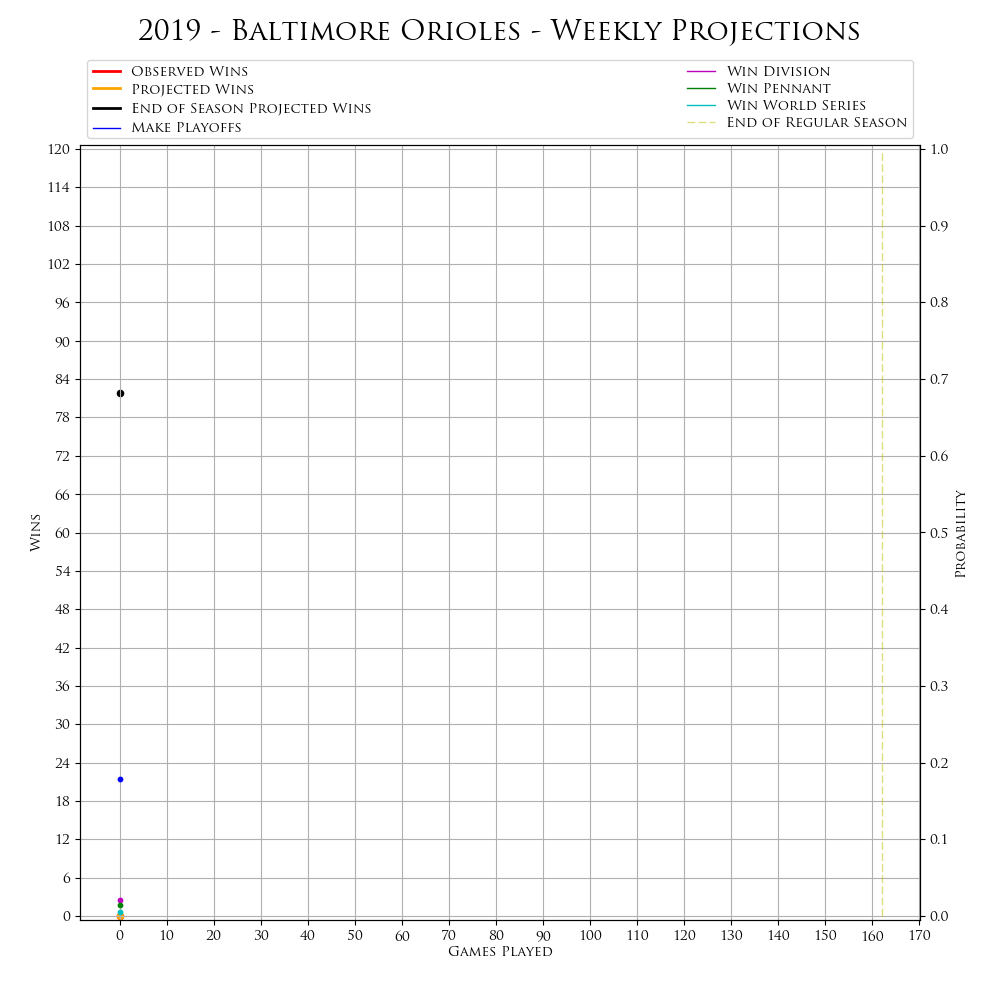 2019 - Baltimore Orioles - Weekly Projections
Observed Wins
Projected Wins
End of Season Projected Wins
Make Playoffs
Win Division
Win Pennant
Win World Series
End of Regular Season
120
114
108
102
96
90
84
78
72
66
60
54
48
42
36
30
24
18
12
6
0
Wins
1.0
0.9
0.8
0.7
0.6
0.5
0.4
0.3
0.2
0.1
0.0
Probability
0 10 20 30 40 50 60 70 80 90 100 110 120 130 140 150 160 170
Games Played